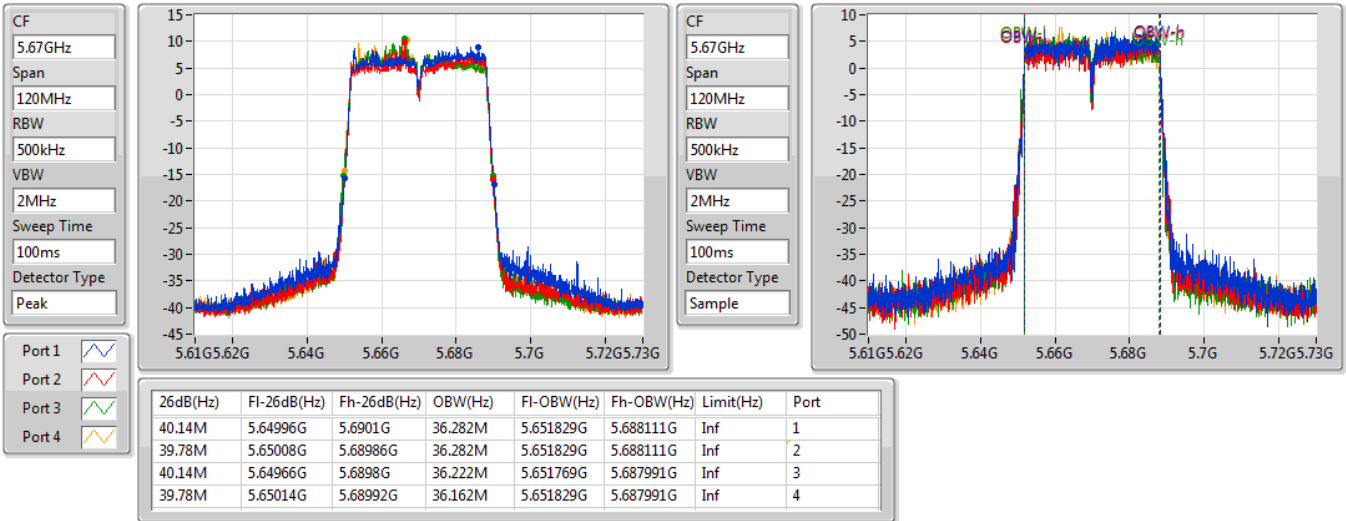 CF
5.67GHz
Span
120MHz
RBW
500kHz
VBW
2MHz
Sweep Time
100ms
Detector Type
Peak
15
10
5
0
-5
-10
-15
-20
-25
-30
-35
-40
-45
5.61G 5.62G 5.64G 5.66G 5.68G 5.7G 5.72G 5.73G
CF
5.67GHz
Span
120MHz
RBW
500kHz
VBW
2MHz
Sweep Time
100ms
Detector Type
Sample
10
5
0
-5
-10
-15
-20
-25
-30
-35
-40
-45
-50
OBW-l OBW-h
5.61G 5.62G 5.64G 5.66G 5.68G 5.7G 5.72G 5.73G
Port 1
Port 2
Port 3
Port 4
26dB(Hz) Fl-26dB(Hz) Fh-26dB(Hz) OBW(Hz) Fl-OBW(Hz) Fh-OBW(Hz) Limit(Hz) Port
40.14M 5.64996G 5.6901G 36.282M 5.651829G 5.688111G Inf 1
39.78M 5.65008G 5.68986G 36.282M 5.651829G 5.688111G Inf 2
40.14M 5.64966G 5.6898G 36.222M 5.651769G 5.687991G Inf 3
39.78M 5.65014G 5.68992G 36.162M 5.651829G 5.687991G Inf 4